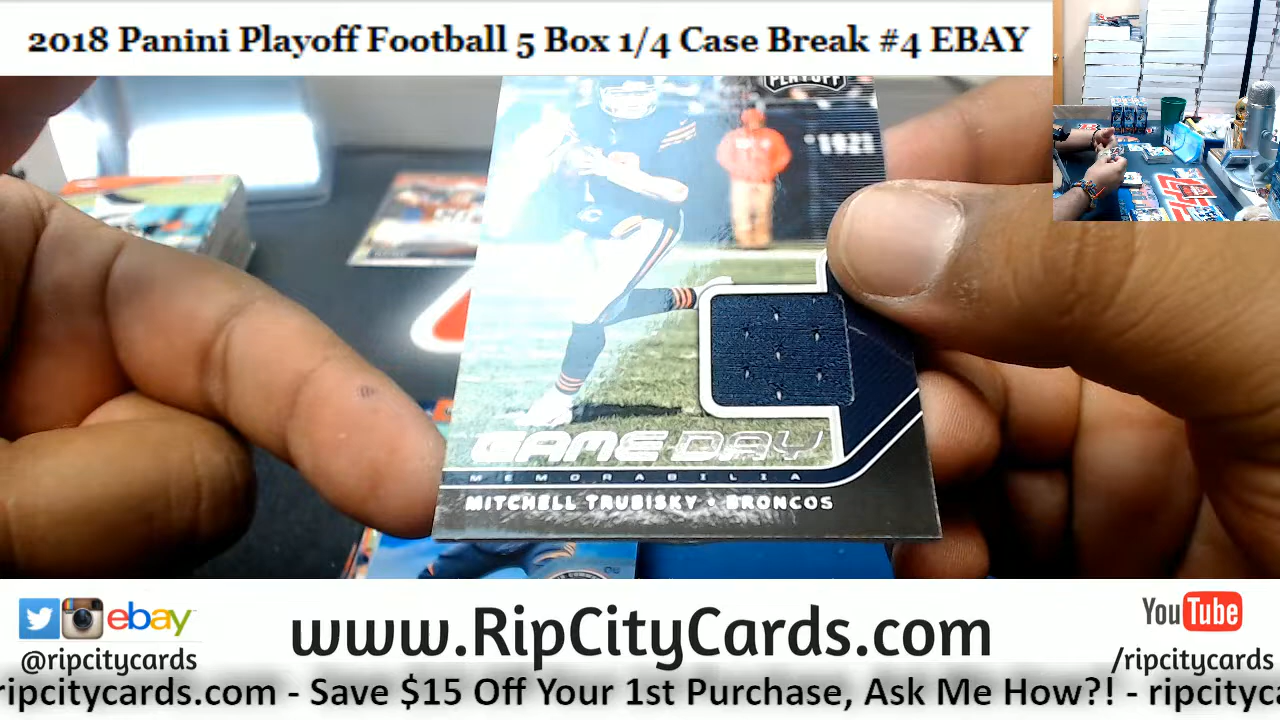 2018 Panini Playoff Football 5 Box 1/4 Case Break #4 EBAY
PLAYOFF
GAME DAY
MEMORABILIA
MITCHELL TRUBISKY • BRONCOS
ebay
@ripcitycards
www.RipCityCards.com
YouTube
/ripcitycards
ripcitycards.com - Save $15 Off Your 1st Purchase, Ask Me How?! - ripcityc